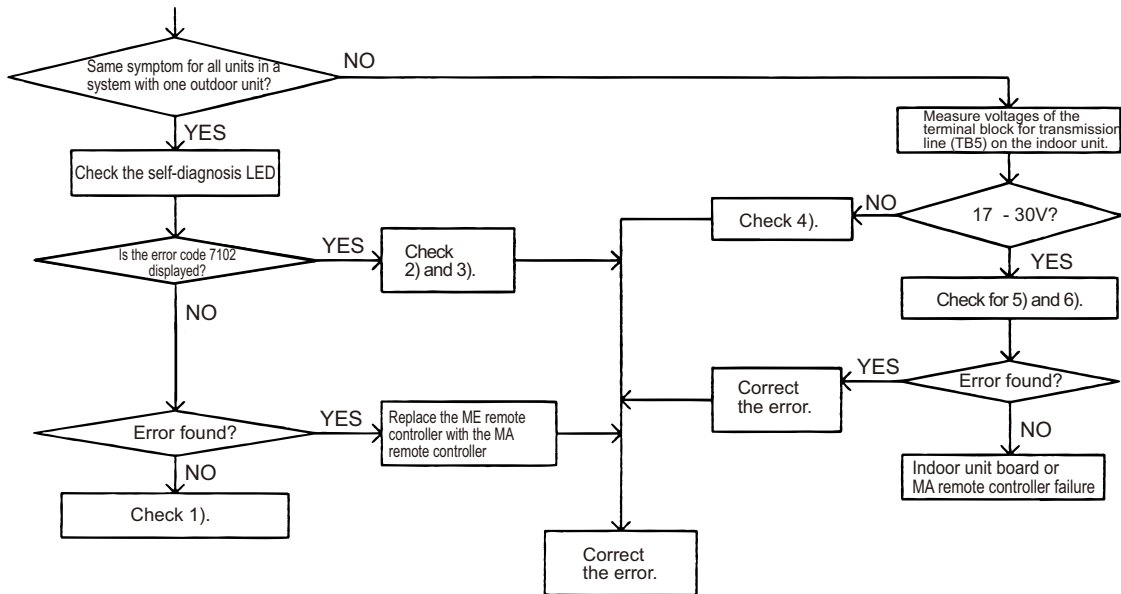 Same symptom for all units in a
system with one outdoor unit?
NO
YES
Check the self-diagnosis LED
Is the error code 7102
displayed?
YES
Check
2) and 3).
NO
Error found?
YES
Replace the ME remote
controller with the MA
remote controller
NO
Check 1).
Measure voltages of the
terminal block for transmission
line (TB5) on the indoor unit.
17 - 30V?
NO
Check 4).
YES
Check for 5) and 6).
Error found?
YES
Correct
the error.
NO
Indoor unit board or
MA remote controller failure
Correct
the error.